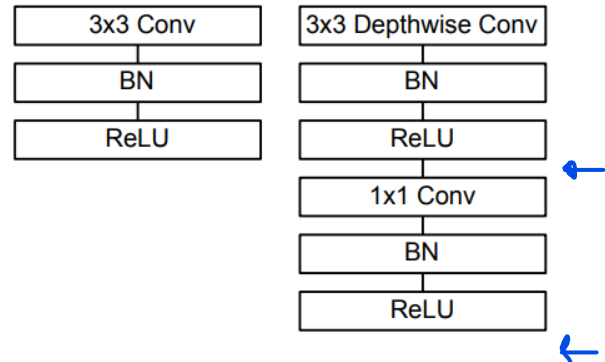 3x3 Conv
BN
ReLU
3x3 Depthwise Conv
BN
ReLU
1x1 Conv
BN
ReLU